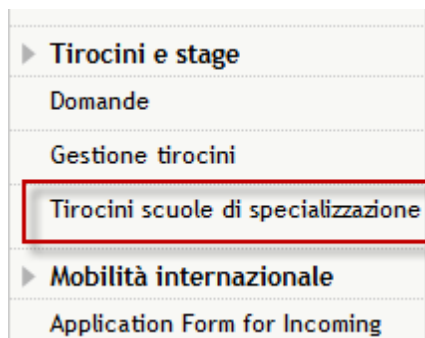 Tirocini e stage
Domande
Gestione tirocini
Tirocini scuole di specializzazione
Mobilità internazionale
Application Form for Incoming